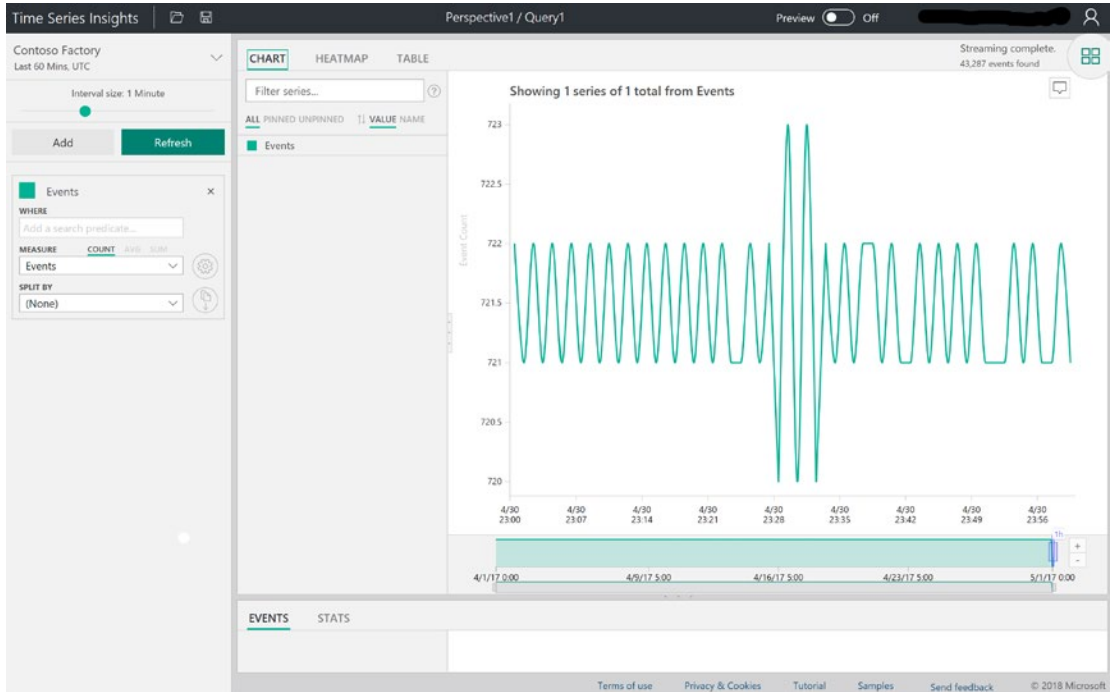 Time Series Insights
Perspective1 / Query1
Preview Off
Contoso Factory
Last 60 Mins, UTC
Interval size: 1 Minute
Add Refresh
Events ×
WHERE
Add a search predicate...
MEASURE COUNT AVG SUM
Events
SPLIT BY
(None)
CHART HEATMAP TABLE
Streaming complete.
43,287 events found
Filter series... ?
ALL PINNED UNPINNED VALUE NAME
Events
Showing 1 series of 1 total from Events
Event Count
723
722.5
722
721.5
721
720.5
720
4/30 4/30 4/30 4/30 4/30 4/30 4/30 4/30 4/30
23:00 23:07 23:14 23:21 23:28 23:35 23:42 23:49 23:56
1h
+
-
4/1/17 0:00 4/9/17 5:00 4/16/17 5:00 4/23/17 5:00 5/1/17 0:00
EVENTS STATS
Terms of use Privacy & Cookies Tutorial Samples Send feedback © 2018 Microsoft